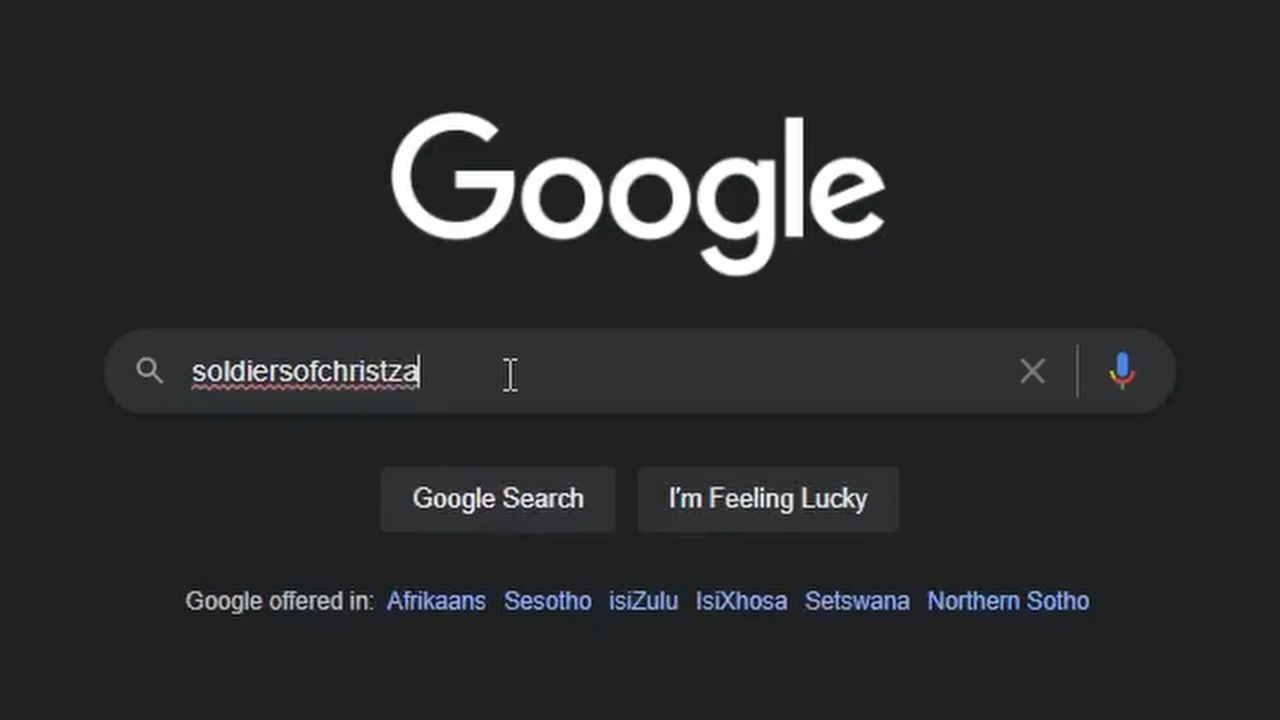 Google
soldiersofchristza
Google Search I'm Feeling Lucky
Google offered in: Afrikaans Sesotho isiZulu IsiXhosa Setswana Northern Sotho